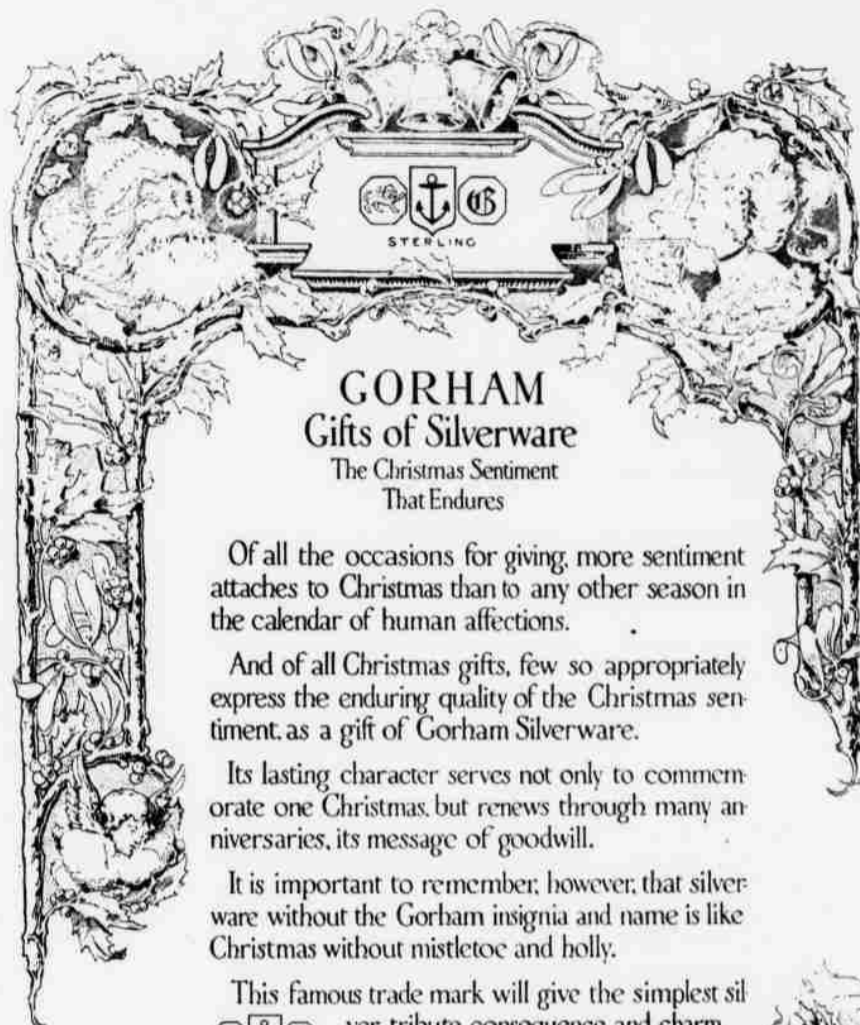 G
STERLING
GORHAM
Gifts of Silverware
The Christmas Sentiment
That Endures
Of all the occasions for giving, more sentiment
attaches to Christmas than to any other season in
the calendar of human affections.
And of all Christmas gifts, few so appropriately
express the enduring quality of the Christmas sen-
timent, as a gift of Gorham Silverware.
Its lasting character serves not only to commem-
orate one Christmas, but renews through many an-
niversaries, its message of goodwill.
It is important to remember, however, that silver-
ware without the Gorham insignia and name is like
Christmas without mistletoe and holly.
This famous trade mark will give the simplest sil
ver tribute consequence and charm